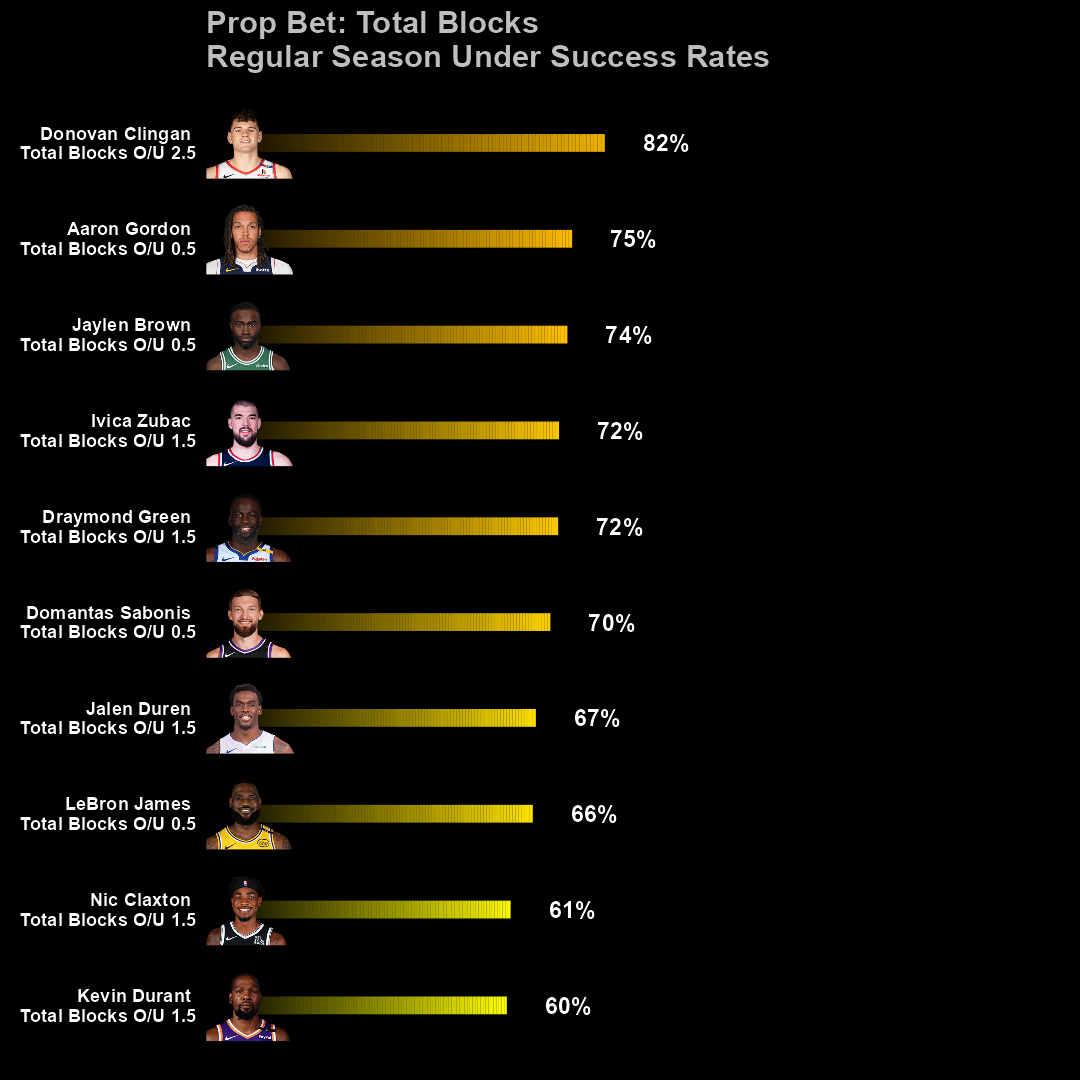 Prop Bet: Total Blocks
Regular Season Under Success Rates
Donovan Clingan
Total Blocks O/U 2.5
82%
Aaron Gordon
Total Blocks O/U 0.5
75%
Jaylen Brown
Total Blocks O/U 0.5
74%
Ivica Zubac
Total Blocks O/U 1.5
72%
Draymond Green
Total Blocks O/U 1.5
72%
Domantas Sabonis
Total Blocks O/U 0.5
70%
Jalen Duren
Total Blocks O/U 1.5
67%
LeBron James
Total Blocks O/U 0.5
66%
Nic Claxton
Total Blocks O/U 1.5
61%
Kevin Durant
Total Blocks O/U 1.5
60%